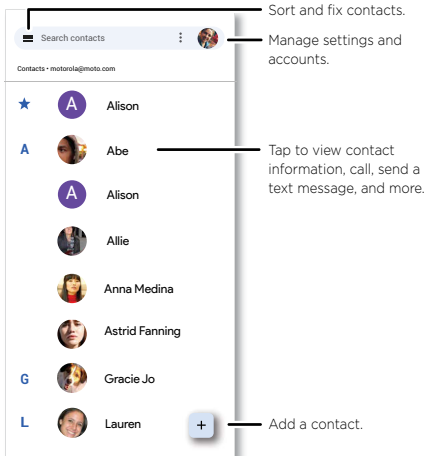 Sort and fix contacts.
Search contacts
Manage settings and
accounts.
Contacts • motorola@moto.com
★ A Alison
A Abe
Tap to view contact
information, call, send a
text message, and more.
A Alison
Allie
Anna Medina
Astrid Fanning
G Gracie Jo
L Lauren
+ Add a contact.